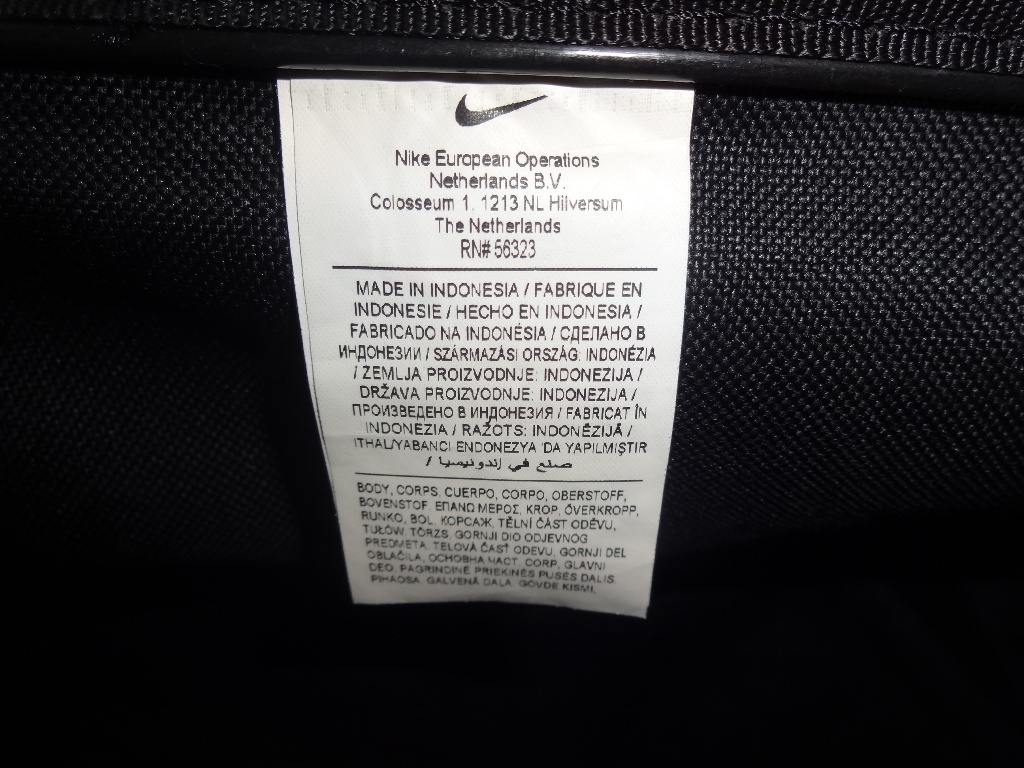 Nike European Operations
Netherlands B.V.
Colosseum 1. 1213 NL Hilversum
The Netherlands
RN# 56323
MADE IN INDONESIA / FABRIQUE EN
INDONESIE / HECHO EN INDONESIA /
FABRICADO NA INDONÉSIA / СДЕЛАНО В
ИНДОНЕЗИИ / SZÁRMAZÁSI ORSZÁG: INDONÉZIA
/ ZEMLJA PROIZVODNJE: INDONEZIJA /
DRŽAVA PROIZVODNJE: INDONEZIJA /
ПРОИЗВЕДЕНО В ИНДОНЕЗИЯ / FABRICAT ÎN
INDONEZIA / RAŽOTS: INDONĒZIJĀ /
ITHALIYABANCI ENDONEZYA 'DA YAPILMIŞTIR
/ صنع في إندونيسيا
BODY, CORPS, CUERPO, CORPO, OBERSTOFF,
BOVENSTOF, ΕΠΑΝΩ ΜΕΡΟΣ, KROP, ÖVERKROPP,
RUNKO, BOL, КОРСАЖ, TĚLNÍ ČÁST ODĚVU,
TUŁÓW, TÖRZS, GORNJI DIO ODJEVNOG
PREDMETA, TELOVÁ ČASŤ ODEVU, GORNJI DEL
OBLAČILA, ОСНОВНА ЧАСТ, CORP, GLAVNI
DEO, PAGRINDINĖ PRIEKINĖS PUSĖS DALIS,
PIHAOSA, GALVENĀ DAĻA, GÖVDE KISMI,